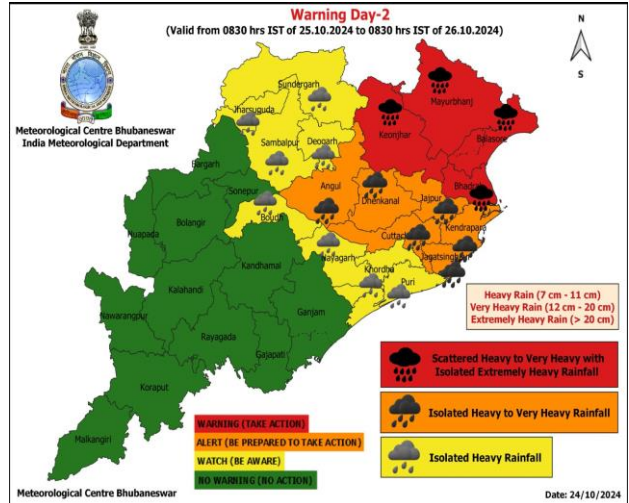 Warning Day-2
(Valid from 0830 hrs IST of 25.10.2024 to 0830 hrs IST of 26.10.2024)
N
S
Meteorological Centre Bhubaneswar
India Meteorological Department
Sundergarh
Jharsuguda
Mayurbhanj
Keonjhar
Balasore
Sambalpur
Deogarh
Bargarh
Sonepur
Angul
Dhenkanal
Jajpur
Bhadrak
Boudh
Bolangir
Nuapada
Kendrapara
Cuttack
Jagatsinghpur
Nayagarh
Kandhamal
Khordha
Puri
Kalahandi
Nawarangpur
Ganjam
Rayagada
Gajapati
Koraput
Malkangiri
Heavy Rain (7 cm - 11 cm)
Very Heavy Rain (12 cm - 20 cm)
Extremely Heavy Rain (> 20 cm)
Scattered Heavy to Very Heavy with
Isolated Extremely Heavy Rainfall
Isolated Heavy to Very Heavy Rainfall
Isolated Heavy Rainfall
WARNING (TAKE ACTION)
ALERT (BE PREPARED TO TAKE ACTION)
WATCH (BE AWARE)
NO WARNING (NO ACTION)
Meteorological Centre Bhubaneswar
Date: 24/10/2024